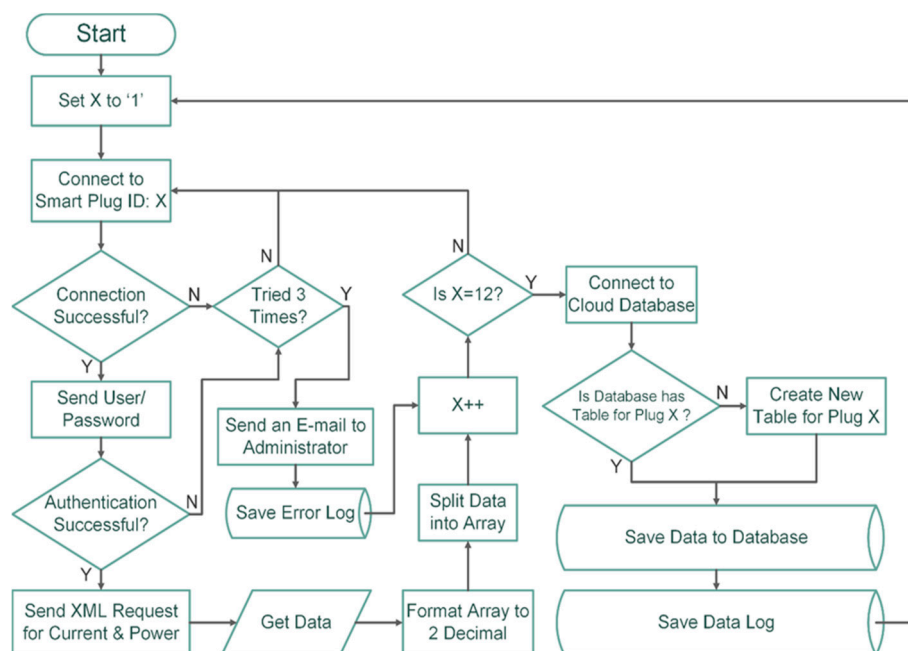 Start
Set X to ‘1’
Connect to
Smart Plug ID: X
Connection
Successful?
N
Y
Tried 3
Times?
N
Y
Send User/
Password
Authentication
Successful?
N
Y
Send an E-mail to
Administrator
Save Error Log
Send XML Request
for Current & Power
Get Data
Format Array to
2 Decimal
Split Data
into Array
X++
Is X=12?
N
Y
Connect to
Cloud Database
Is Database has
Table for Plug X ?
N
Y
Create New
Table for Plug X
Save Data to Database
Save Data Log